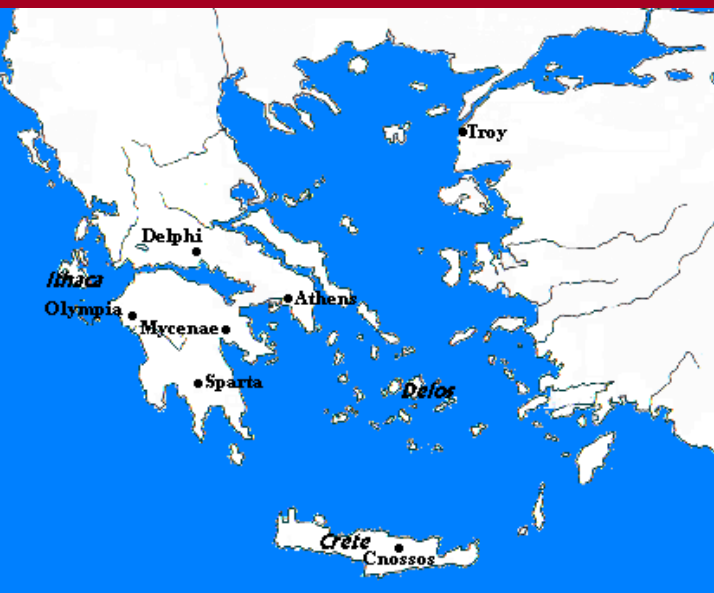 Troy
Delphi
Ithaca
Athens
Olympia
Mycenae
Sparta
Delos
Crete
Cnossos